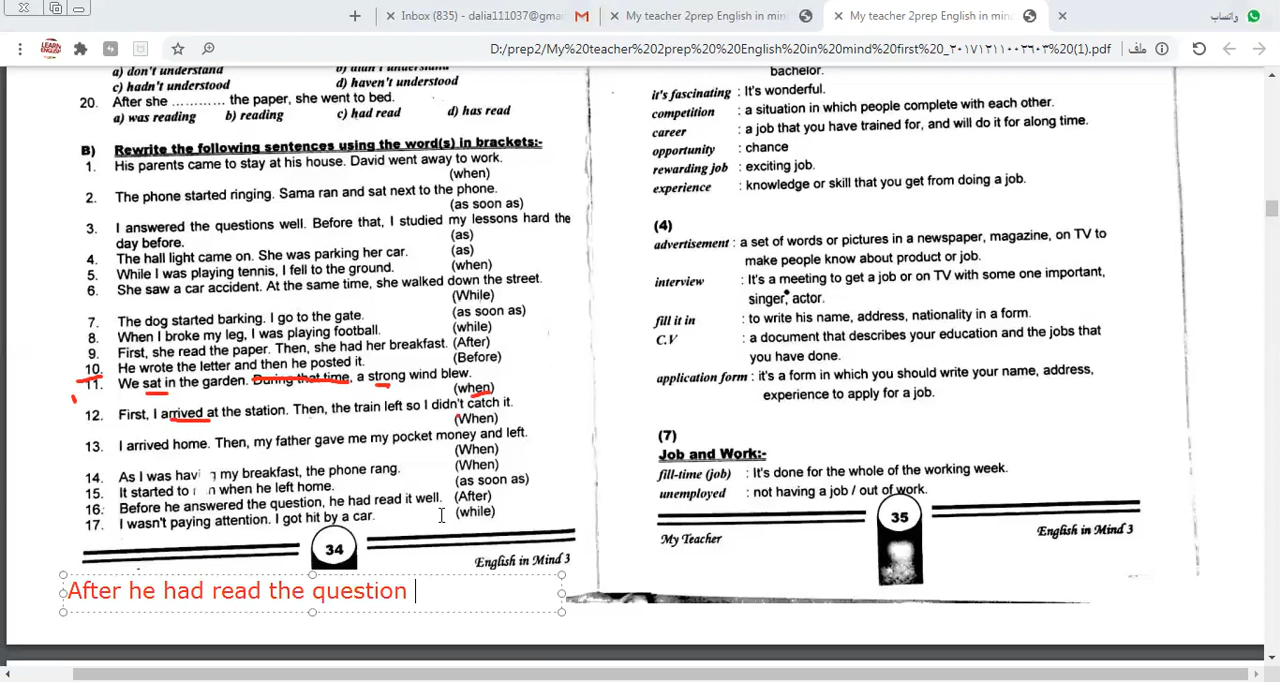 Inbox (835) - dalia111037@gmai
My teacher 2prep English in mind
My teacher 2prep English in mind
واتساب
D:/prep2/My%20teacher%202prep%20%20English%20in%20mind%20first%20_٢٠١٧١٢١١٠٠٢٦٠٣%20(1).pdf
ملف
a) don't understand b) didn't understand
c) hadn't understood d) haven't understood
20. After she ............ the paper, she went to bed.
a) was reading b) reading c) had read d) has read
B) Rewrite the following sentences using the word(s) in brackets:-
1. His parents came to stay at his house. David went away to work.
(when)
2. The phone started ringing. Sama ran and sat next to the phone.
(as soon as)
3. I answered the questions well. Before that, I studied my lessons hard the
day before. (as)
4. The hall light came on. She was parking her car. (as)
5. While I was playing tennis, I fell to the ground. (when)
6. She saw a car accident. At the same time, she walked down the street.
(While)
7. The dog started barking. I go to the gate. (as soon as)
8. When I broke my leg, I was playing football. (while)
9. First, she read the paper. Then, she had her breakfast. (After)
10. He wrote the letter and then he posted it. (Before)
11. We sat in the garden. During that time, a strong wind blew.
(when)
12. First, I arrived at the station. Then, the train left so I didn't catch it.
(When)
13. I arrived home. Then, my father gave me my pocket money and left.
(When)
14. As I was havi g my breakfast, the phone rang. (When)
15. It started to r n when he left home. (as soon as)
16. Before he answered the question, he had read it well. (After)
17. I wasn't paying attention. I got hit by a car. (while)
34
English in Mind 3
After he had read the question
bachelor.
it's fascinating : It's wonderful.
competition : a situation in which people complete with each other.
career : a job that you have trained for, and will do it for along time.
opportunity : chance
rewarding job : exciting job.
experience : knowledge or skill that you get from doing a job.
(4)
advertisement : a set of words or pictures in a newspaper, magazine, on TV to
make people know about product or job.
interview : It's a meeting to get a job or on TV with some one important,
singer, actor.
fill it in : to write his name, address, nationality in a form.
C.V : a document that describes your education and the jobs that
you have done.
application form : it's a form in which you should write your name, address,
experience to apply for a job.
(7)
Job and Work:-
fill-time (job) : It's done for the whole of the working week.
unemployed : not having a job / out of work.
35
My Teacher
English in Mind 3